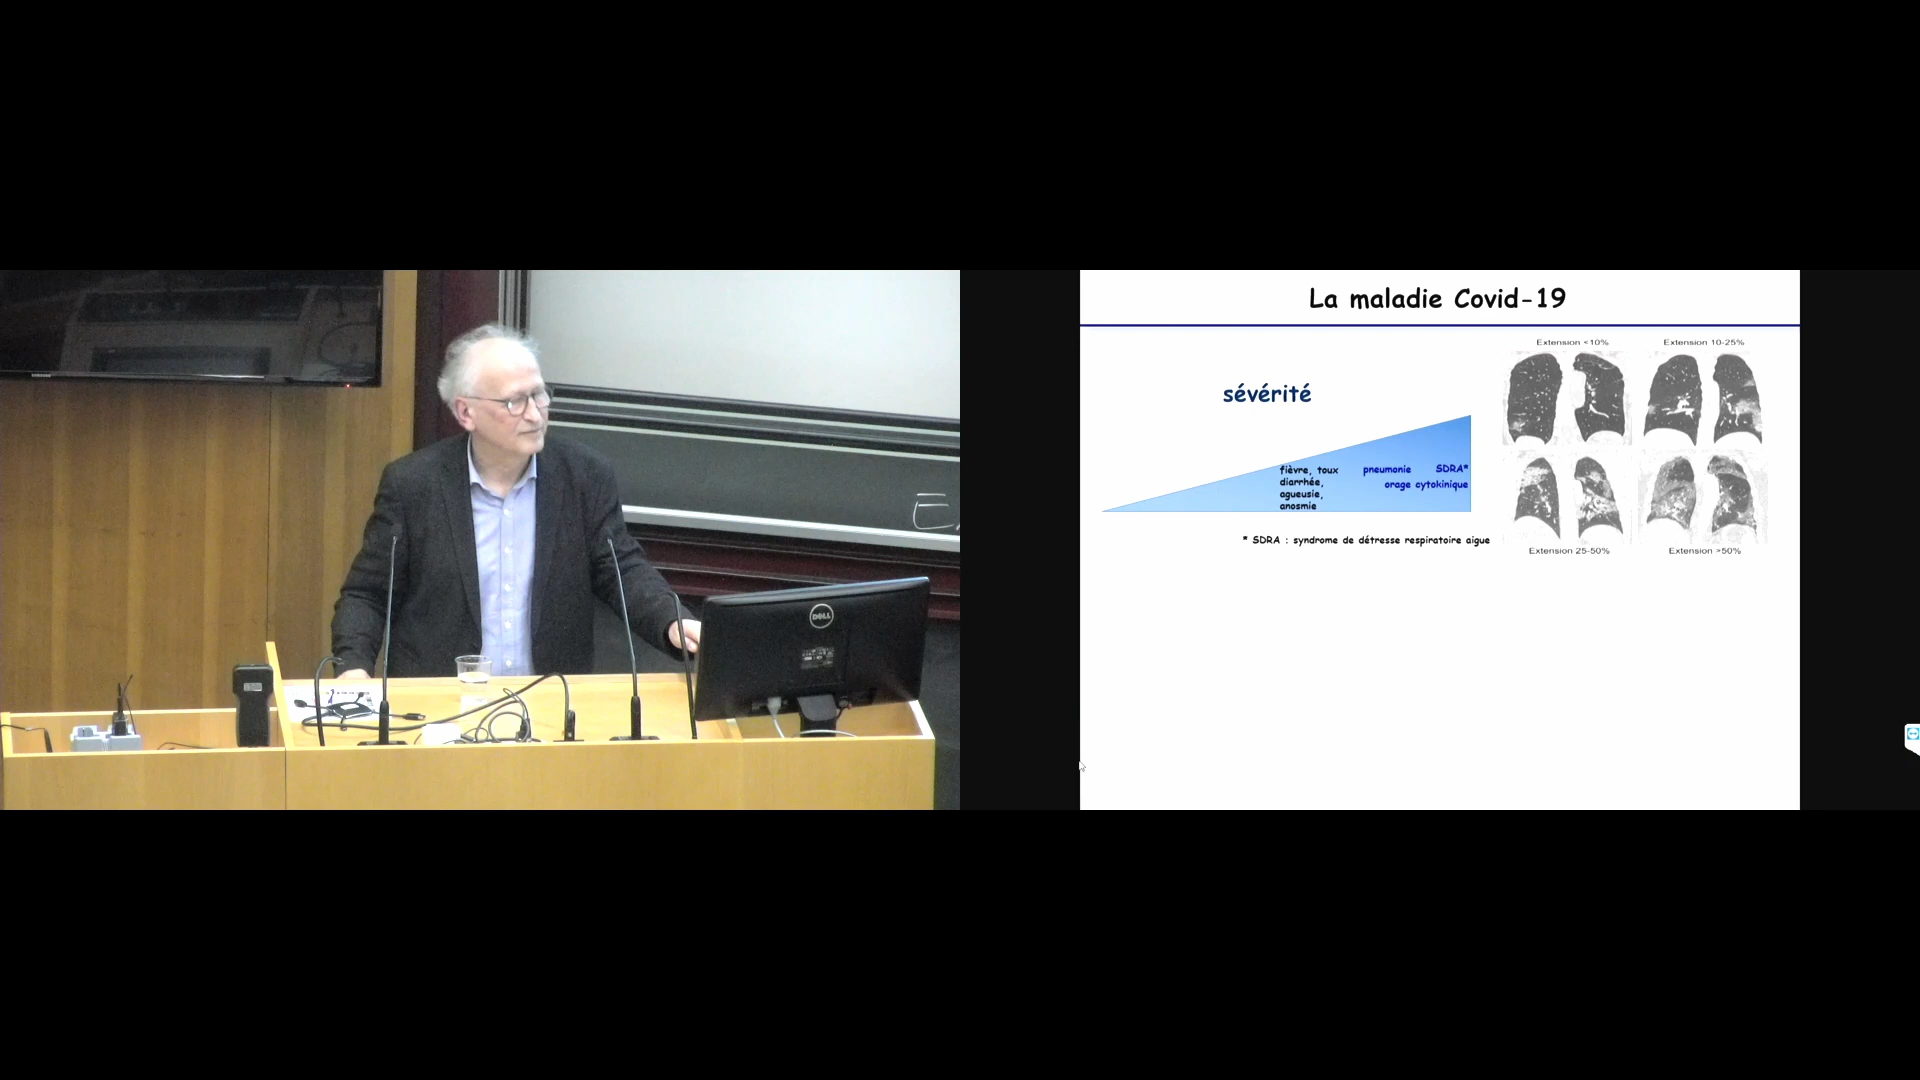 La maladie Covid-19
Extension <10%
Extension 10-25%
sévérité
fièvre, toux
diarrhée,
agueusie,
anosmie
pneumonie SDRA*
orage cytokinique
* SDRA : syndrome de détresse respiratoire aigue
Extension 25-50%
Extension >50%
DELL
SAMSUNG